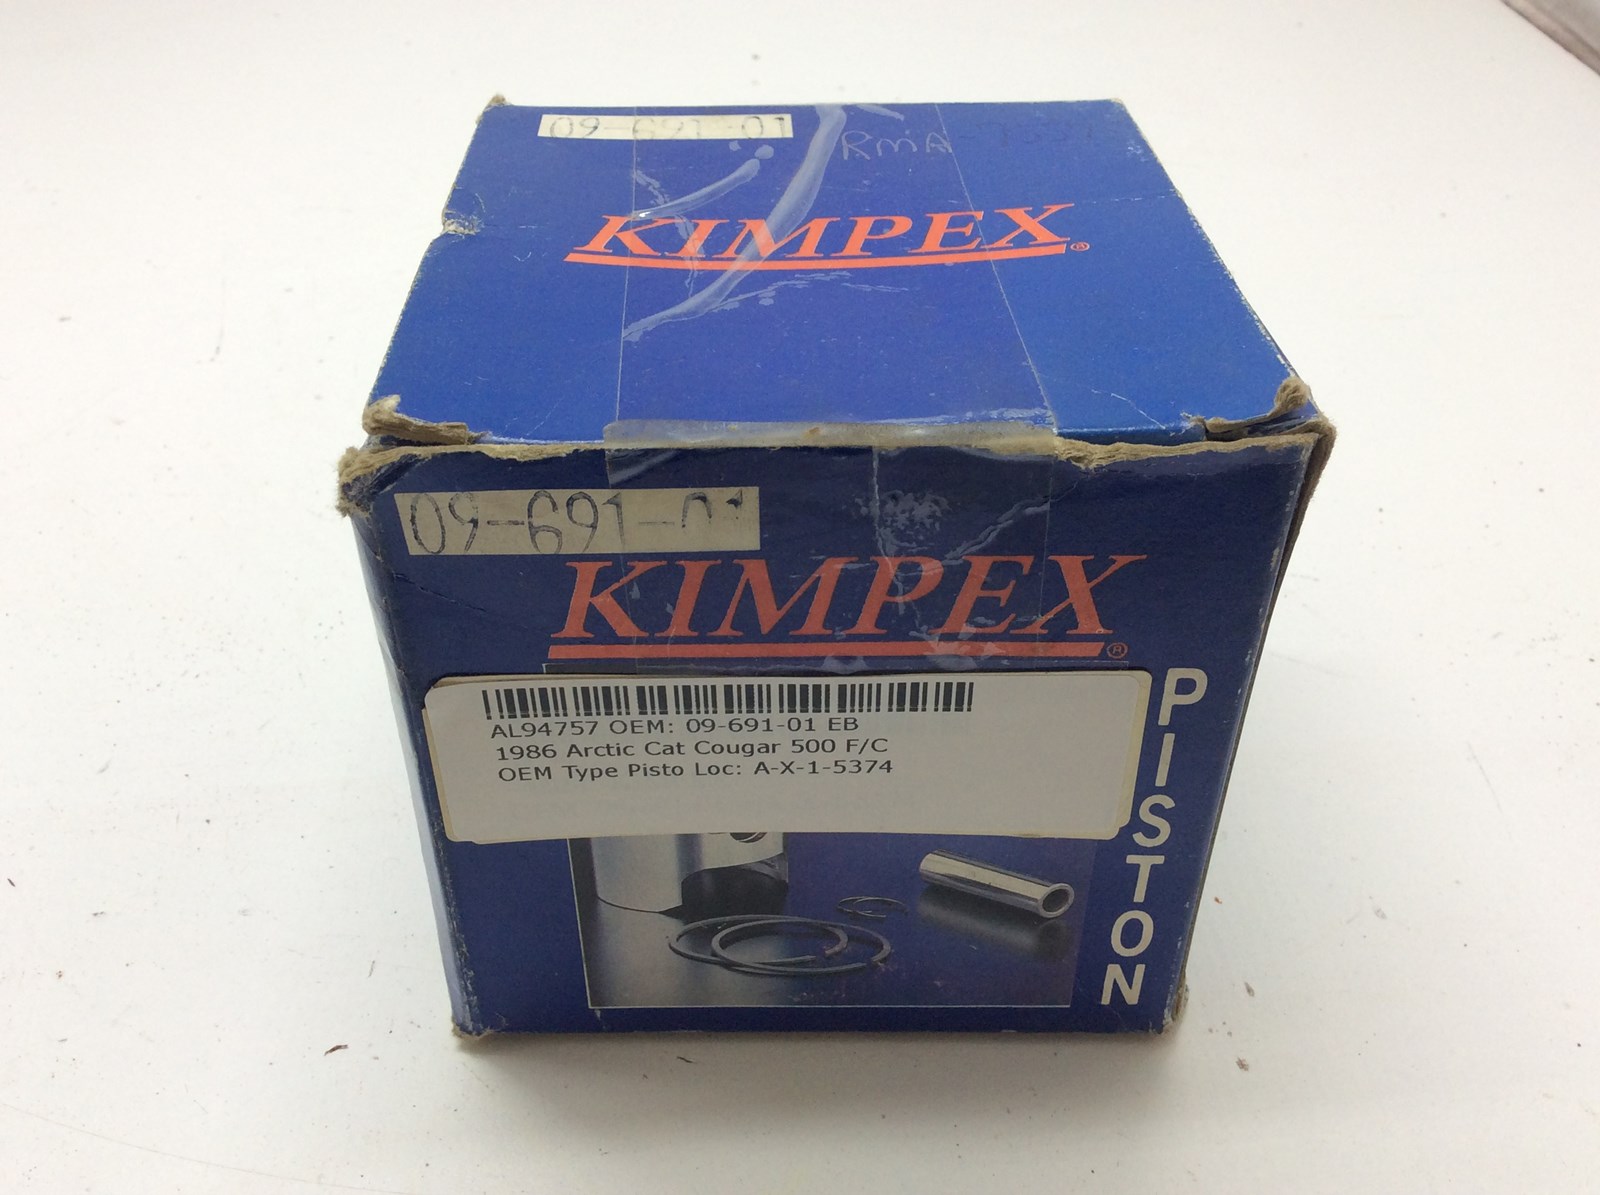 09-691-01
RMA
KIMPEX®
09-691-01
KIMPEX®
AL94757 OEM: 09-691-01 EB
1986 Arctic Cat Cougar 500 F/C
OEM Type Pisto Loc: A-X-1-5374
PISTON